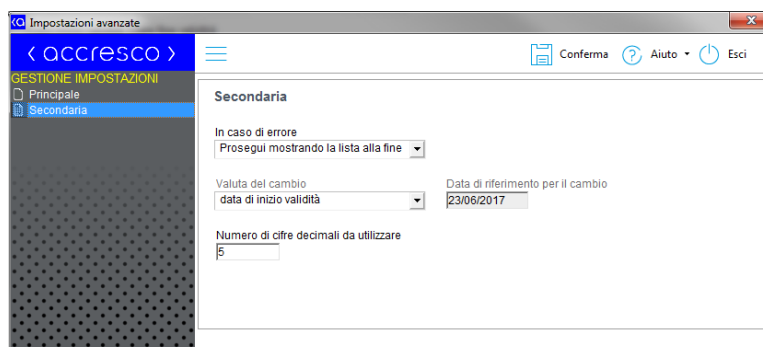 Impostazioni avanzate
< accresco >
Conferma
Aiuto
Esci
GESTIONE IMPOSTAZIONI
Principale
Secondaria
Secondaria
In caso di errore
Prosegui mostrando la lista alla fine
Valuta del cambio Data di riferimento per il cambio
data di inizio validità 23/06/2017
Numero di cifre decimali da utilizzare
5